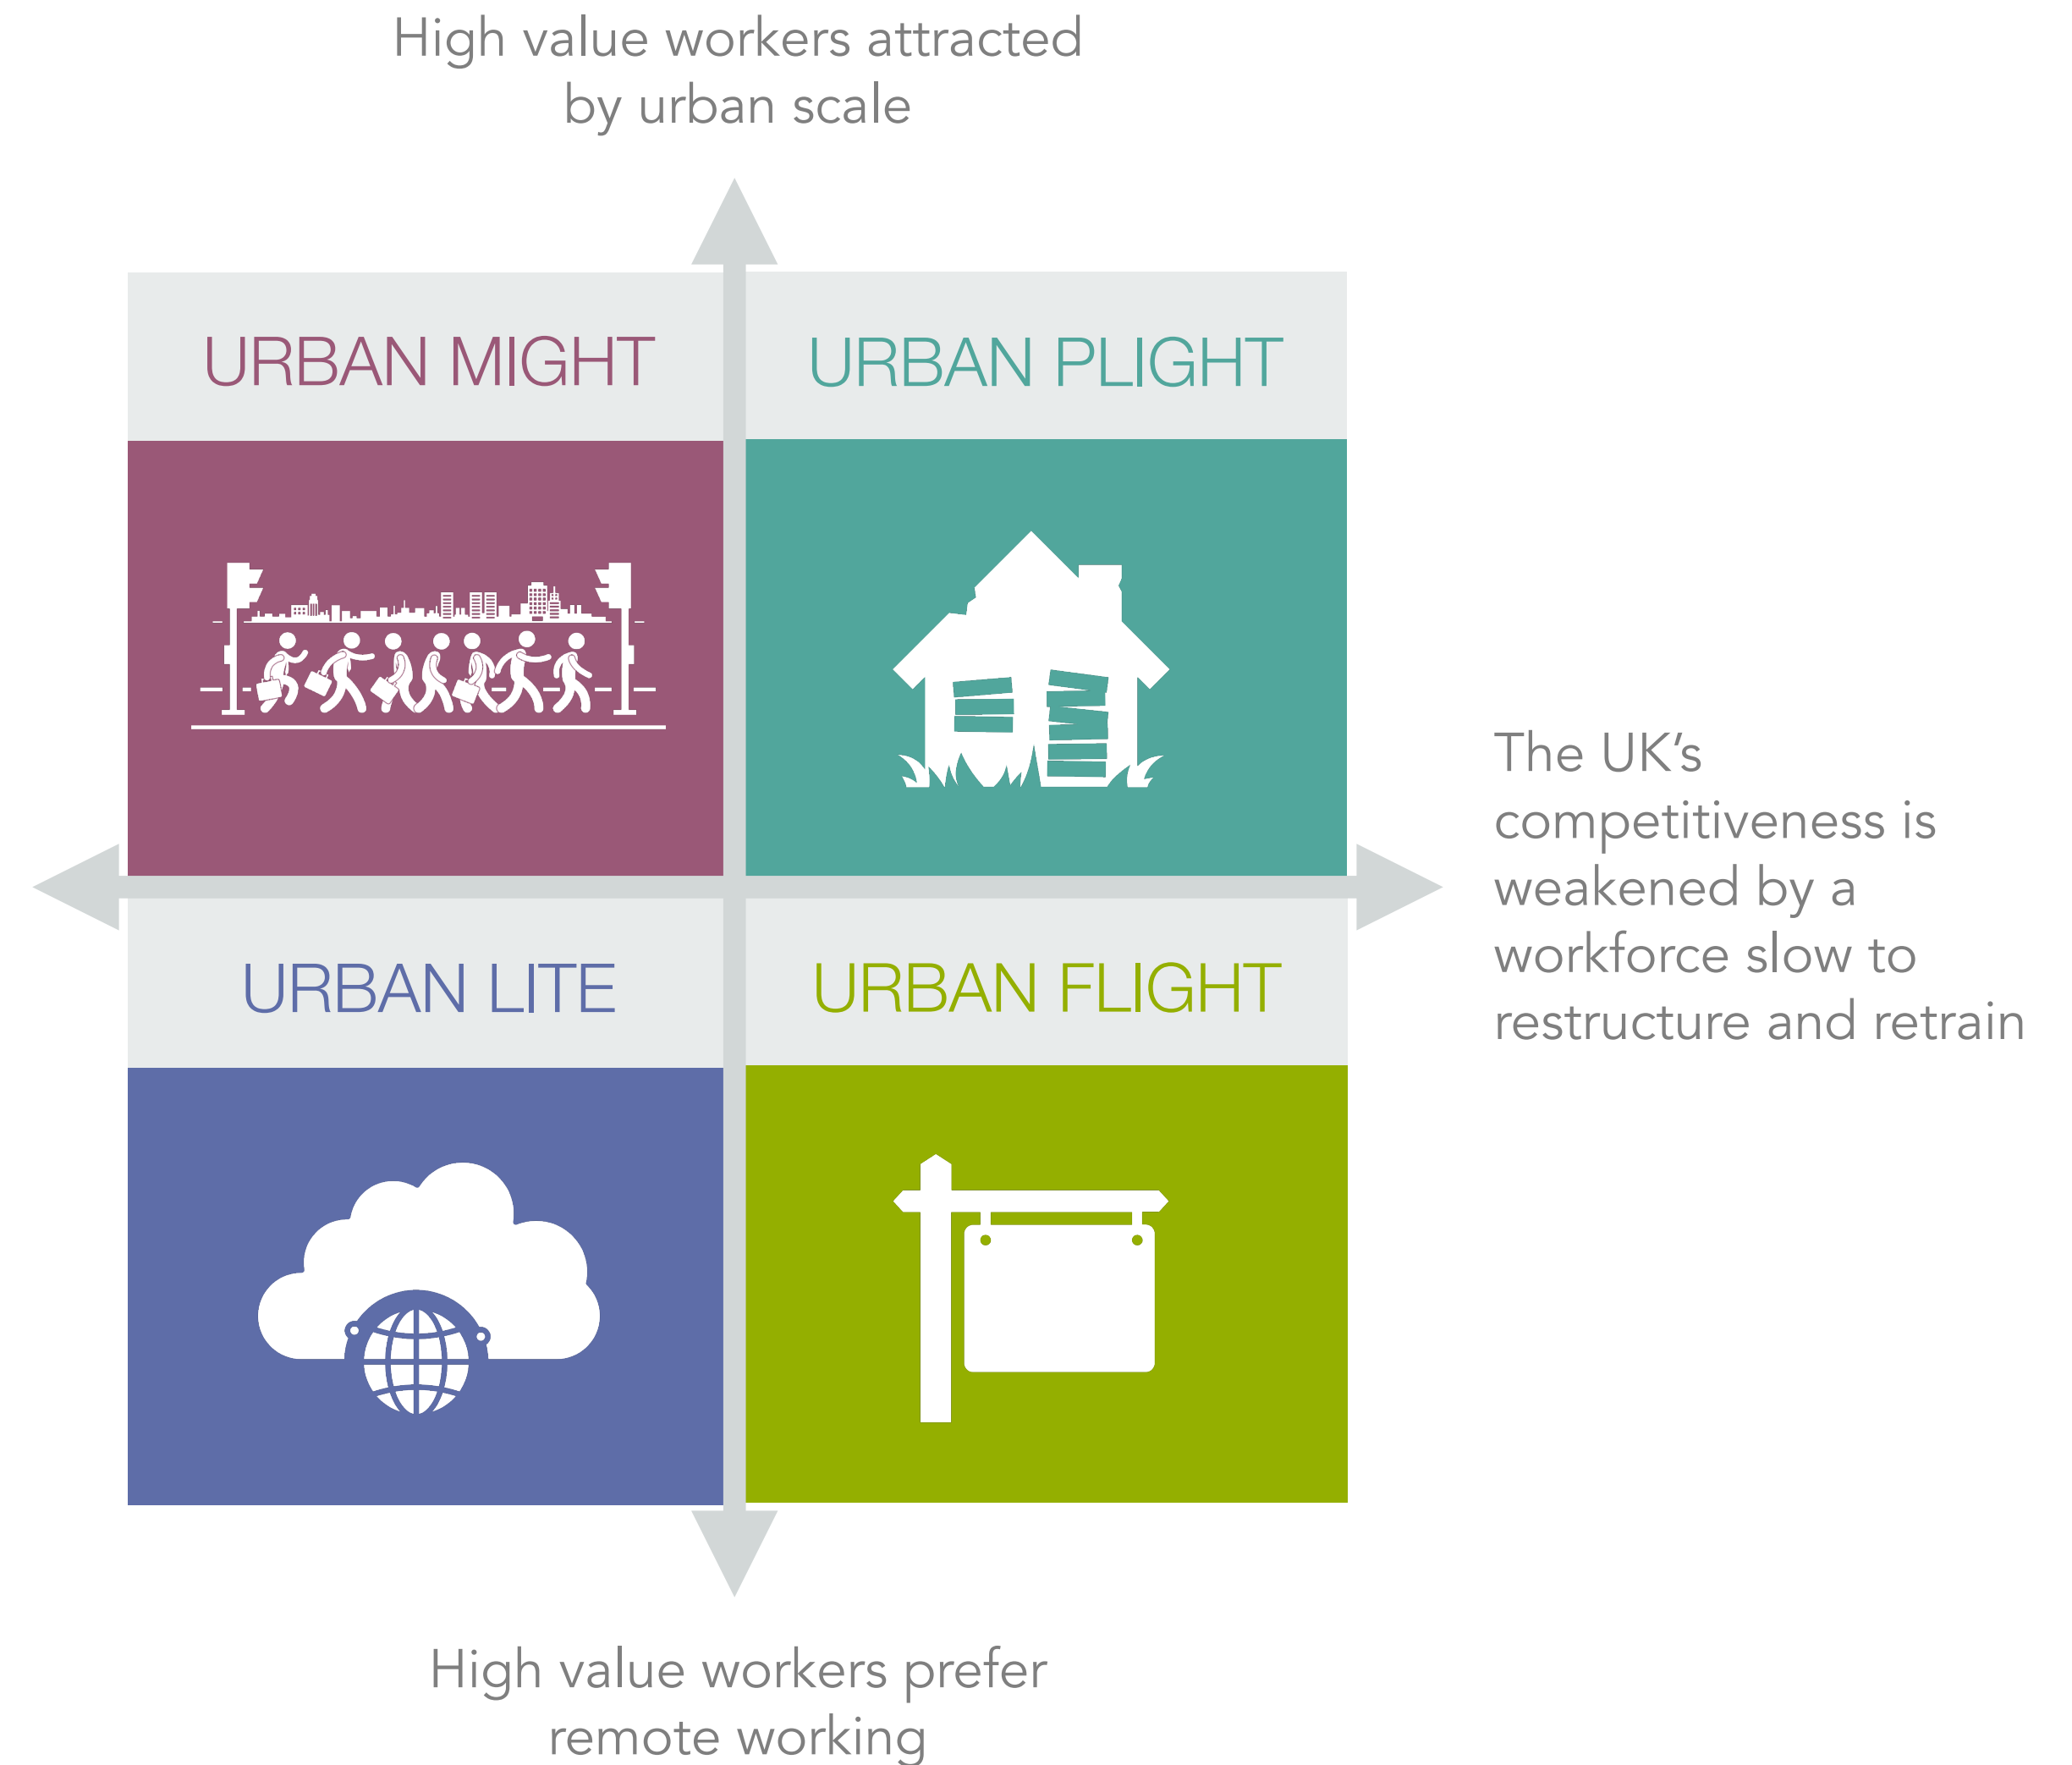 High value workers attracted
by urban scale
URBAN MIGHT
URBAN PLIGHT
The UK's
competitiveness is
weakened by a
workforce slow to
restructure and retrain
URBAN LITE
URBAN FLIGHT
High value workers prefer
remote working